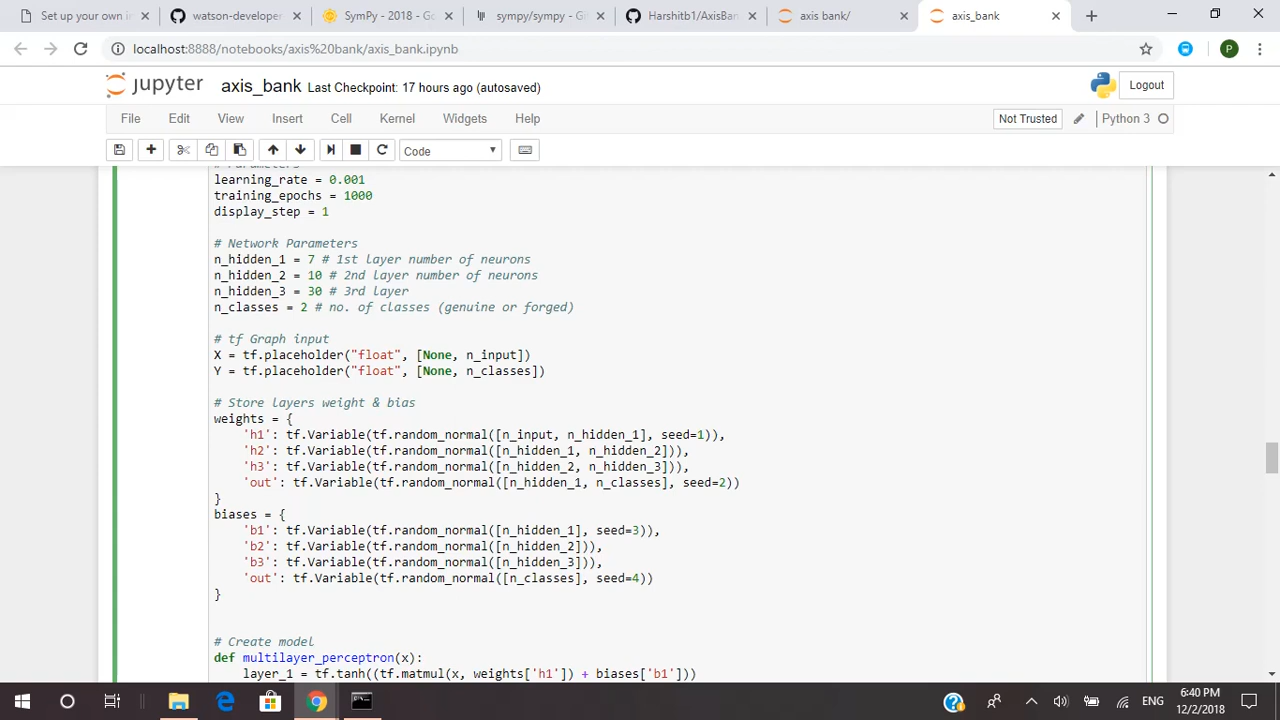 Set up your own i
watson-developer
SymPy - 2018 - Go
sympy/sympy - Git
Harshitb1/AxisBan
axis bank/
axis_bank
localhost:8888/notebooks/axis%20bank/axis_bank.ipynb
P
jupyter axis_bank Last Checkpoint: 17 hours ago (autosaved)
Logout
File Edit View Insert Cell Kernel Widgets Help
Not Trusted
Python 3
Code
# Parameters
learning_rate = 0.001
training_epochs = 1000
display_step = 1
# Network Parameters
n_hidden_1 = 7 # 1st layer number of neurons
n_hidden_2 = 10 # 2nd layer number of neurons
n_hidden_3 = 30 # 3rd layer
n_classes = 2 # no. of classes (genuine or forged)
# tf Graph input
X = tf.placeholder("float", [None, n_input])
Y = tf.placeholder("float", [None, n_classes])
# Store layers weight & bias
weights = {
'h1': tf.Variable(tf.random_normal([n_input, n_hidden_1], seed=1)),
'h2': tf.Variable(tf.random_normal([n_hidden_1, n_hidden_2])),
'h3': tf.Variable(tf.random_normal([n_hidden_2, n_hidden_3])),
'out': tf.Variable(tf.random_normal([n_hidden_1, n_classes], seed=2))
}
biases = {
'b1': tf.Variable(tf.random_normal([n_hidden_1], seed=3)),
'b2': tf.Variable(tf.random_normal([n_hidden_2])),
'b3': tf.Variable(tf.random_normal([n_hidden_3])),
'out': tf.Variable(tf.random_normal([n_classes], seed=4))
}
# Create model
def multilayer_perceptron(x):
layer_1 = tf.tanh((tf.matmul(x, weights['h1']) + biases['b1']))
ENG
6:40 PM
12/2/2018